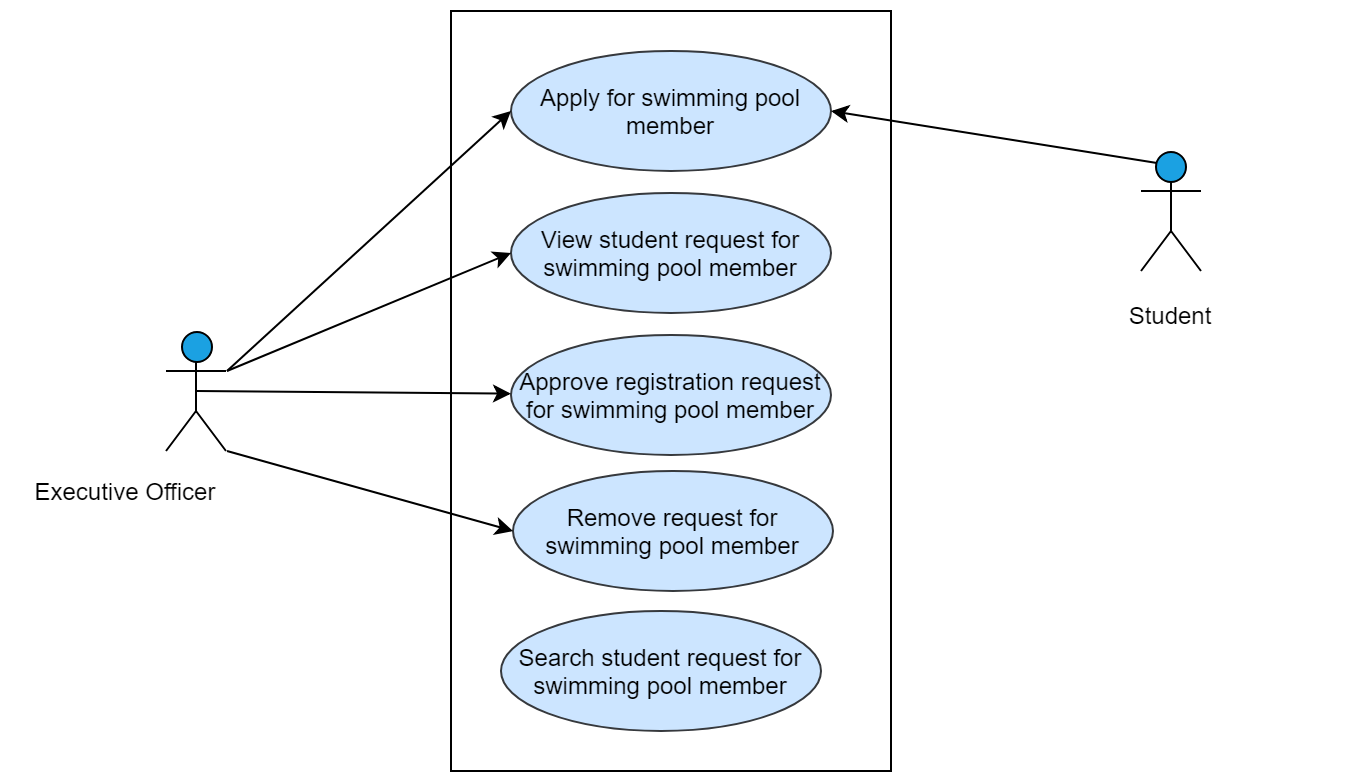 Apply for swimming pool
member
View student request for
swimming pool member
Student
Approve registration request
for swimming pool member
Executive Officer
Remove request for
swimming pool member
Search student request for
swimming pool member